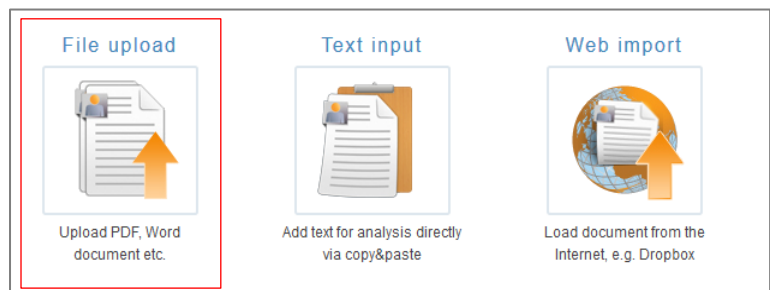 File upload
Upload PDF, Word
document etc.
Text input
Add text for analysis directly
via copy&paste
Web import
Load document from the
Internet, e.g. Dropbox